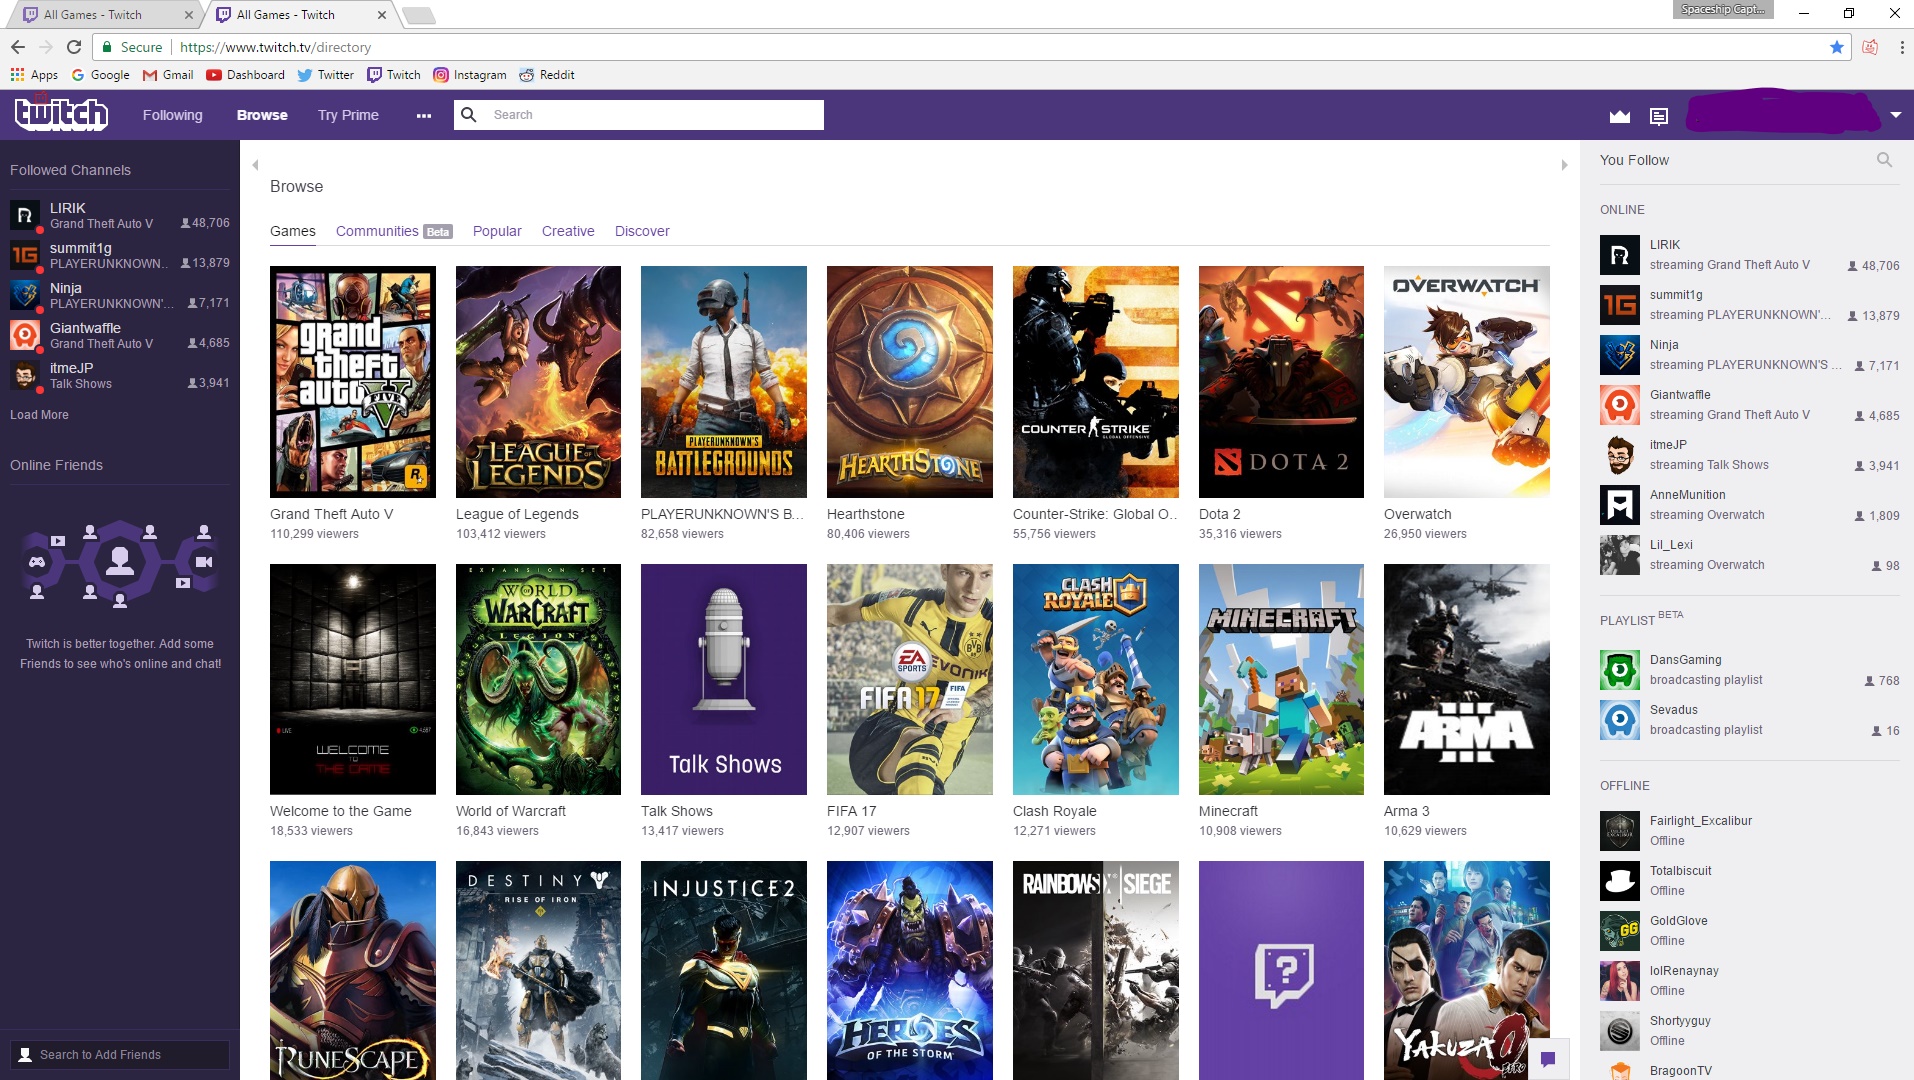 All Games - Twitch
All Games - Twitch
Spaceship Capt...
Secure
https://www.twitch.tv/directory
Apps
Google
Gmail
Dashboard
Twitter
Twitch
Instagram
Reddit
twitch
Following
Browse
Try Prime
Search
Followed Channels
LIRIK
Grand Theft Auto V 48,706
summit1g
PLAYERUNKNOWN.. 13,879
Ninja
PLAYERUNKNOWN'... 7,171
Giantwaffle
Grand Theft Auto V 4,685
itmeJP
Talk Shows 3,941
Load More
Online Friends
Twitch is better together. Add some
Friends to see who's online and chat!
Search to Add Friends
Browse
Games
Communities Beta
Popular
Creative
Discover
grand
theft
auto
FIVE
LEAGUE OF
LEGENDS
PLAYERUNKNOWN'S
BATTLEGROUNDS
HEARTHSTONE
COUNTER STRIKE
GLOBAL OFFENSIVE
DOTA 2
OVERWATCH
Grand Theft Auto V
110,299 viewers
League of Legends
103,412 viewers
PLAYERUNKNOWN'S B...
82,658 viewers
Hearthstone
80,406 viewers
Counter-Strike: Global O..
55,756 viewers
Dota 2
35,316 viewers
Overwatch
26,950 viewers
LIVE
4,687
WELCOME
TO
THE GAME
EXPANSION SET
WORLD OF
WARCRAFT
LEGION
Talk Shows
EVONIK
BVB
09
EA
SPORTS
FIFA 17
FIFA
CLASH
ROYALE
MINECRAFT
ARMA
III
Welcome to the Game
18,533 viewers
World of Warcraft
16,843 viewers
Talk Shows
13,417 viewers
FIFA 17
12,907 viewers
Clash Royale
12,271 viewers
Minecraft
10,908 viewers
Arma 3
10,629 viewers
RUNESCAPE
DESTINY
RISE OF IRON
INJUSTICE 2
HEROES
OF THE STORM
RAINBOW SIX SIEGE
?
YAKUZA 0
ZERO
You Follow
ONLINE
LIRIK
streaming Grand Theft Auto V 48,706
summit1g
streaming PLAYERUNKNOWN'... 13,879
Ninja
streaming PLAYERUNKNOWN'S ... 7,171
Giantwaffle
streaming Grand Theft Auto V 4,685
itmeJP
streaming Talk Shows 3,941
AnneMunition
streaming Overwatch 1,809
Lil_Lexi
streaming Overwatch 98
PLAYLIST BETA
DansGaming
broadcasting playlist 768
Sevadus
broadcasting playlist 16
OFFLINE
Fairlight_Excalibur
Offline
Totalbiscuit
Offline
GoldGlove
Offline
lolRenaynay
Offline
Shortyyguy
Offline
BragoonTV